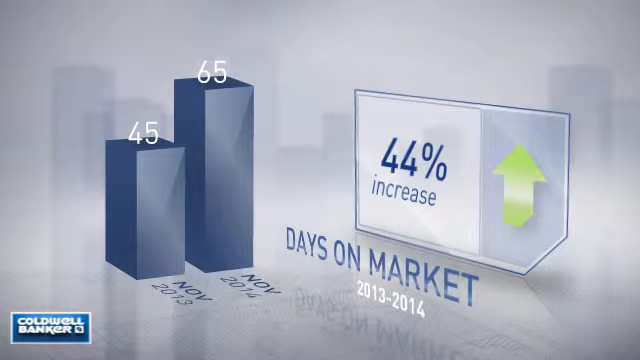 65
45
44%
increase
DAYS ON MARKET
2013-2014
NOV
2013
NOV
2014
COLDWELL
BANKER